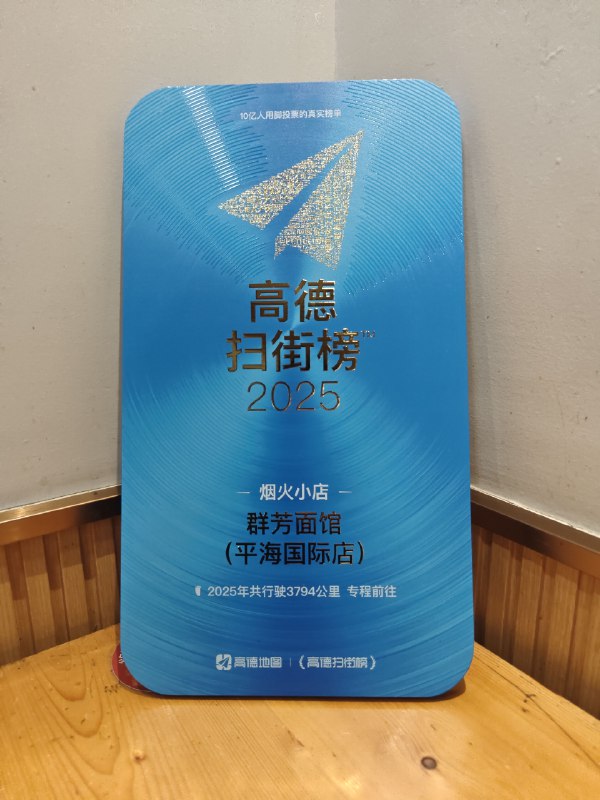 10亿人用脚投票的真实榜单
高德
扫街榜™
2025
烟火小店
群芳面馆
（平海国际店）
2025年共行驶3794公里 专程前往
高德地图 | 《高德扫街榜》